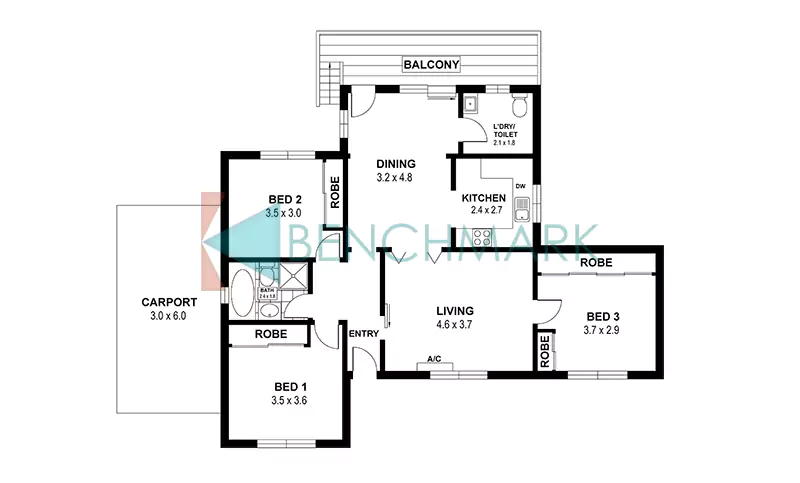 BALCONY
L'DRY/
TOILET
2.1 x 1.8
DINING
3.2 x 4.8
ROBE
BED 2
3.5 x 3.0
KITCHEN
2.4 x 2.7
DW
BENCHMARK
ROBE
CARPORT
3.0 x 6.0
BATH
2.4 x 1.8
LIVING
4.6 x 3.7
BED 3
3.7 x 2.9
ROBE
ENTRY
ROBE
A/C
BED 1
3.5 x 3.6